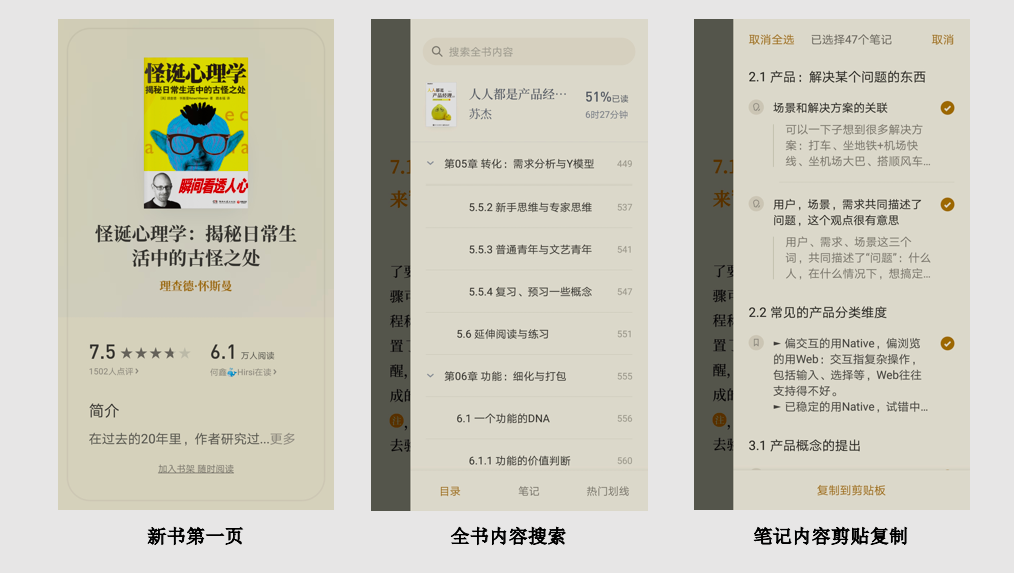 怪诞心理学
揭秘日常生活中的古怪之处
瞬间看透人心
怪诞心理学：揭秘日常生
活中的古怪之处
理查德·怀斯曼
7.5
1502人点评
6.1 万人阅读
何鑫 Hirsi在读
简介
在过去的20年里，作者研究过...更多
加入书架 随时阅读
新书第一页
搜索全书内容
人人都是产品经…
苏杰
51%已读
6时27分钟
第05章 转化：需求分析与Y模型 449
5.5.2 新手思维与专家思维 537
5.5.3 普通青年与文艺青年 541
5.5.4 复习、预习一些概念 547
5.6 延伸阅读与练习 551
第06章 功能：细化与打包 555
6.1 一个功能的DNA 556
6.1.1 功能的价值判断 560
目录 笔记 热门划线
7.1
来
了要
骤可
程秆
置了
醒，
成的
去验
全书内容搜索
取消全选 已选择47个笔记 取消
2.1 产品：解决某个问题的东西
场景和解决方案的关联
可以一下子想到很多解决方
案：打车、坐地铁+机场快
线、坐机场大巴、搭顺风车...
用户，场景，需求共同描述了
问题，这个观点很有意思
用户、需求、场景这三个
词，共同描述了“问题”：什么
人，在什么情况下，想搞定...
2.2 常见的产品分类维度
► 偏交互的用Native，偏浏览
的用Web：交互指复杂操作，
包括输入、选择等，Web往往
支持得不好。
► 已稳定的用Native，试错中...
3.1 产品概念的提出
复制到剪贴板
笔记内容剪贴复制